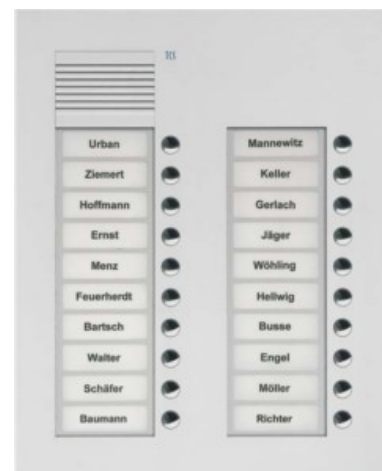 TCS
Urban
Ziemert
Hoffmann
Ernst
Menz
Feuerherdt
Bartsch
Walter
Schäfer
Baumann
Mannewitz
Keller
Gerlach
Jäger
Wöhling
Hellwig
Busse
Engel
Möller
Richter